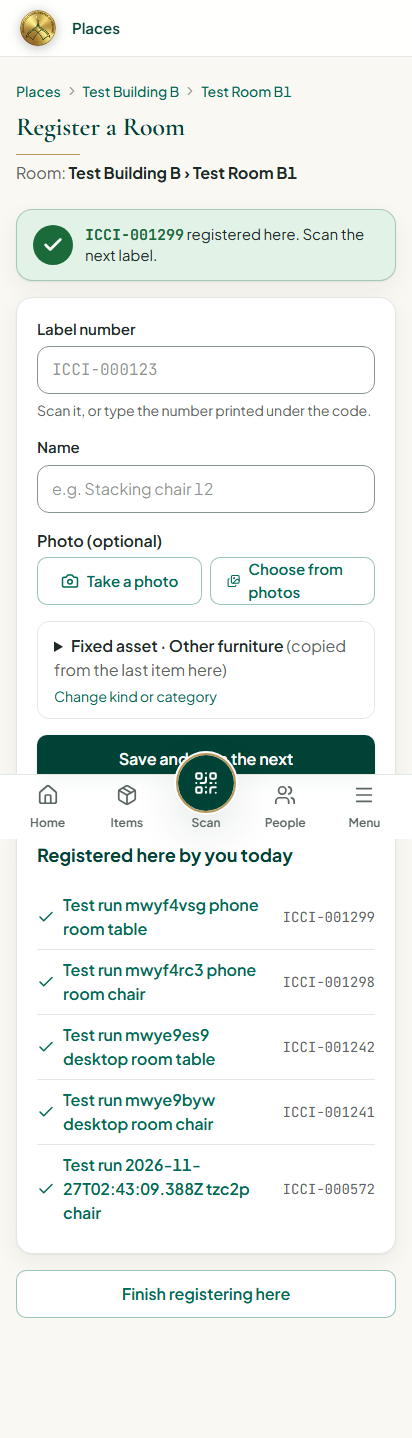 Places
Places > Test Building B > Test Room B1
Register a Room
Room: Test Building B › Test Room B1
ICCI-001299 registered here. Scan the
next label.
Label number
ICCI-000123
Scan it, or type the number printed under the code.
Name
e.g. Stacking chair 12
Photo (optional)
Take a photo
Choose from
photos
Fixed asset · Other furniture (copied
from the last item here)
Change kind or category
Save and the next
Home
Items
Scan
People
Menu
Registered here by you today
Test run mwyf4vsg phone
room table
ICCI-001299
Test run mwyf4rc3 phone
room chair
ICCI-001298
Test run mwye9es9
desktop room table
ICCI-001242
Test run mwye9byw
desktop room chair
ICCI-001241
Test run 2026-11-
27T02:43:09.388Z tzc2p
chair
ICCI-000572
Finish registering here